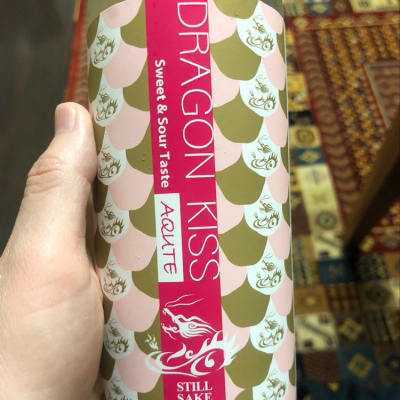 DRAGON KISS
Sweet & Sour Taste
AQUTE
STILL
SAKE